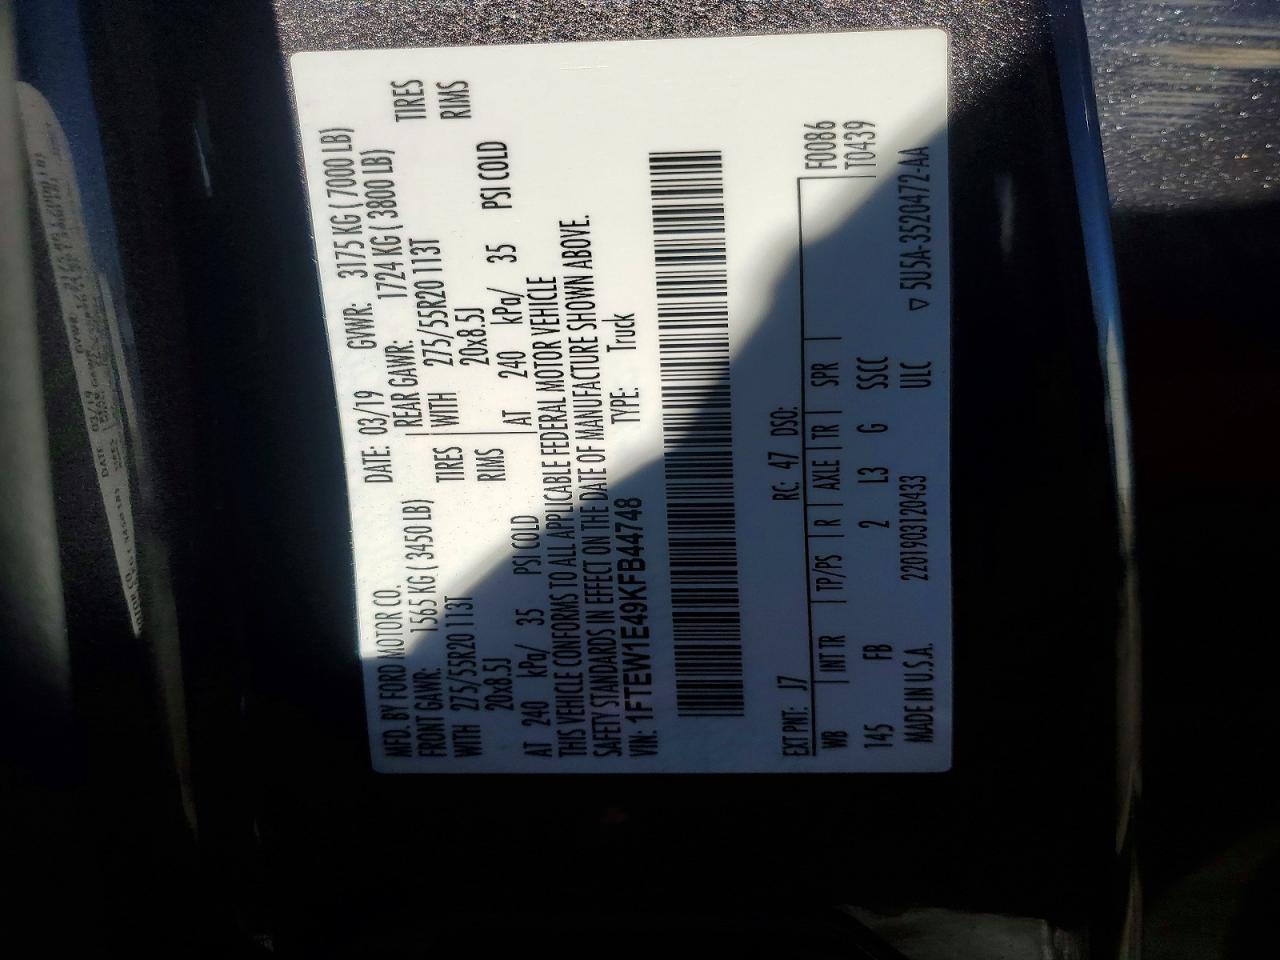 MFD. BY FORD MOTOR CO.
DATE: 03/19 GVWR: 3175 KG ( 7000 LB)
FRONT GAWR: 1565 KG ( 3450 LB) REAR GAWR: 1724 KG ( 3800 LB)
WITH 275/55R20 113T TIRES WITH 275/55R20 113T TIRES
20x8.5J RIMS 20x8.5J RIMS
AT 240 kPa/ 35 PSI COLD AT 240 kPa/ 35 PSI COLD
THIS VEHICLE CONFORMS TO ALL APPLICABLE FEDERAL MOTOR VEHICLE
SAFETY STANDARDS IN EFFECT ON THE DATE OF MANUFACTURE SHOWN ABOVE.
VIN: 1FTEW1E49KFB44748 TYPE: Truck
EXT PNT: J7 RC: 47 DSO: F0086
WB INT TR TP/PS R AXLE TR SPR T0439
145 FB 2 L3 G SSCC
MADE IN U.S.A. 2201903120433 ULC ▽ 5U5A-3520472-AA